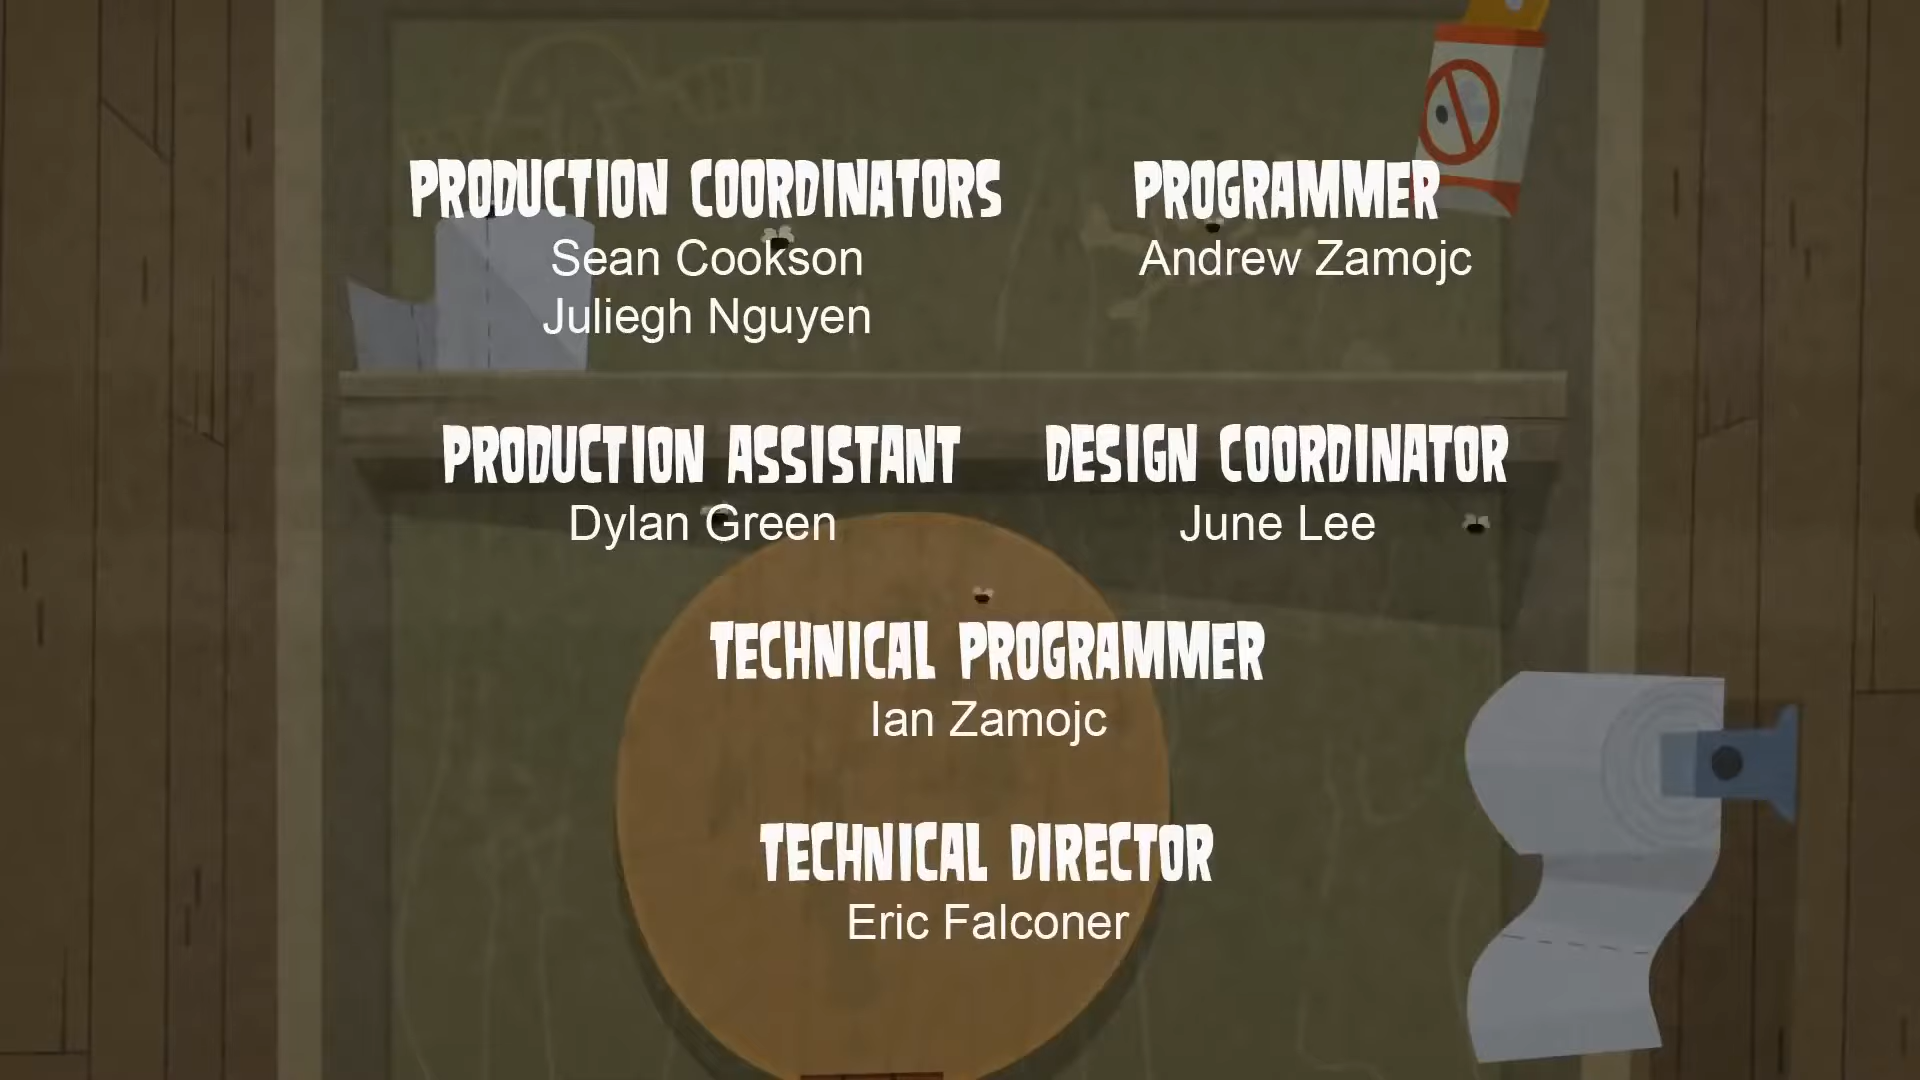 PRODUCTION COORDINATORS
Sean Cookson
Juliegh Nguyen
PROGRAMMER
Andrew Zamojc
PRODUCTION ASSISTANT
Dylan Green
DESIGN COORDINATOR
June Lee
TECHNICAL PROGRAMMER
Ian Zamojc
TECHNICAL DIRECTOR
Eric Falconer